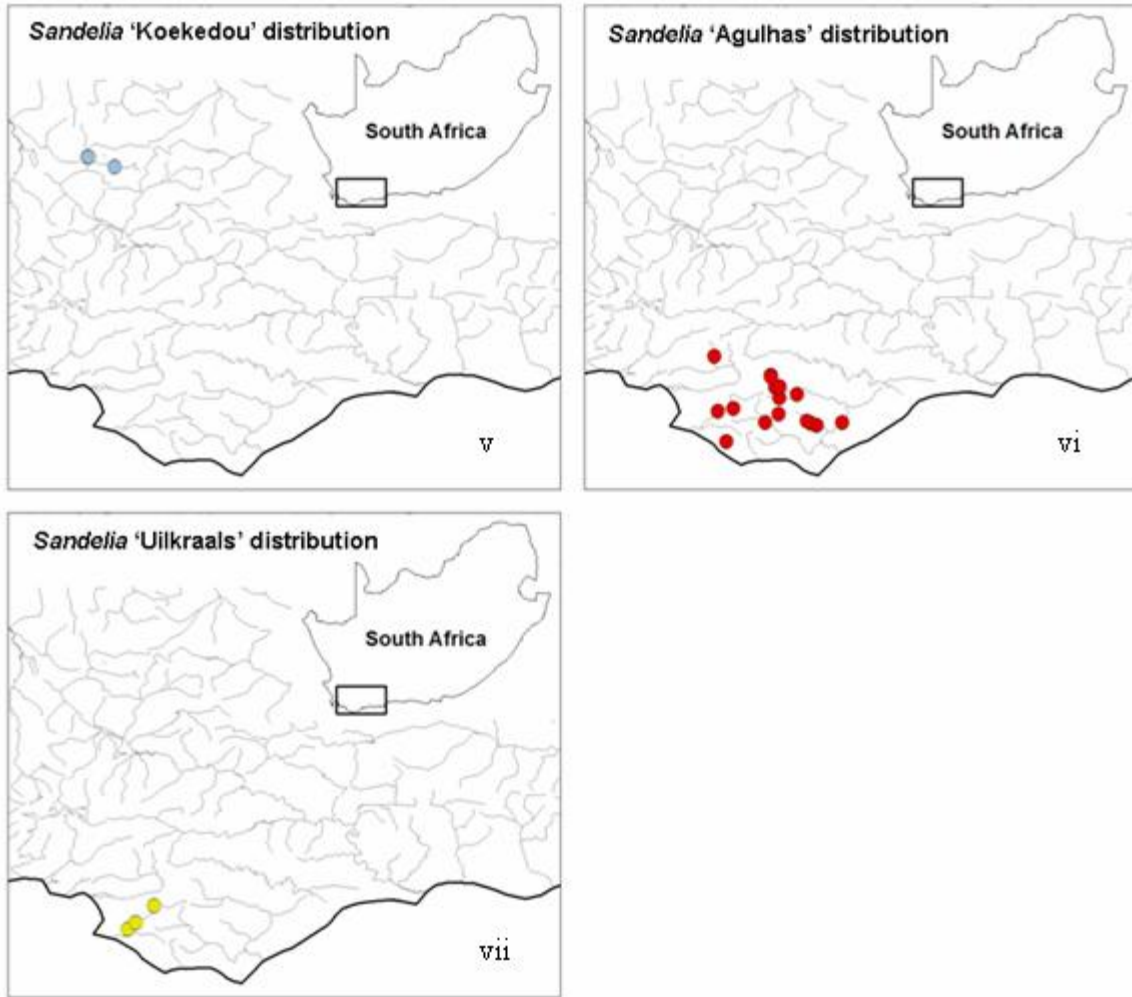 Sandelia ‘Koekedou’ distribution
South Africa
v
Sandelia ‘Agulhas’ distribution
South Africa
vi
Sandelia ‘Uilkraals’ distribution
South Africa
vii